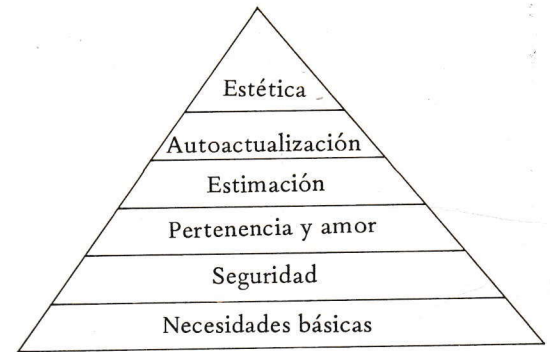 Estética
Autoactualización
Estimación
Pertenencia y amor
Seguridad
Necesidades básicas